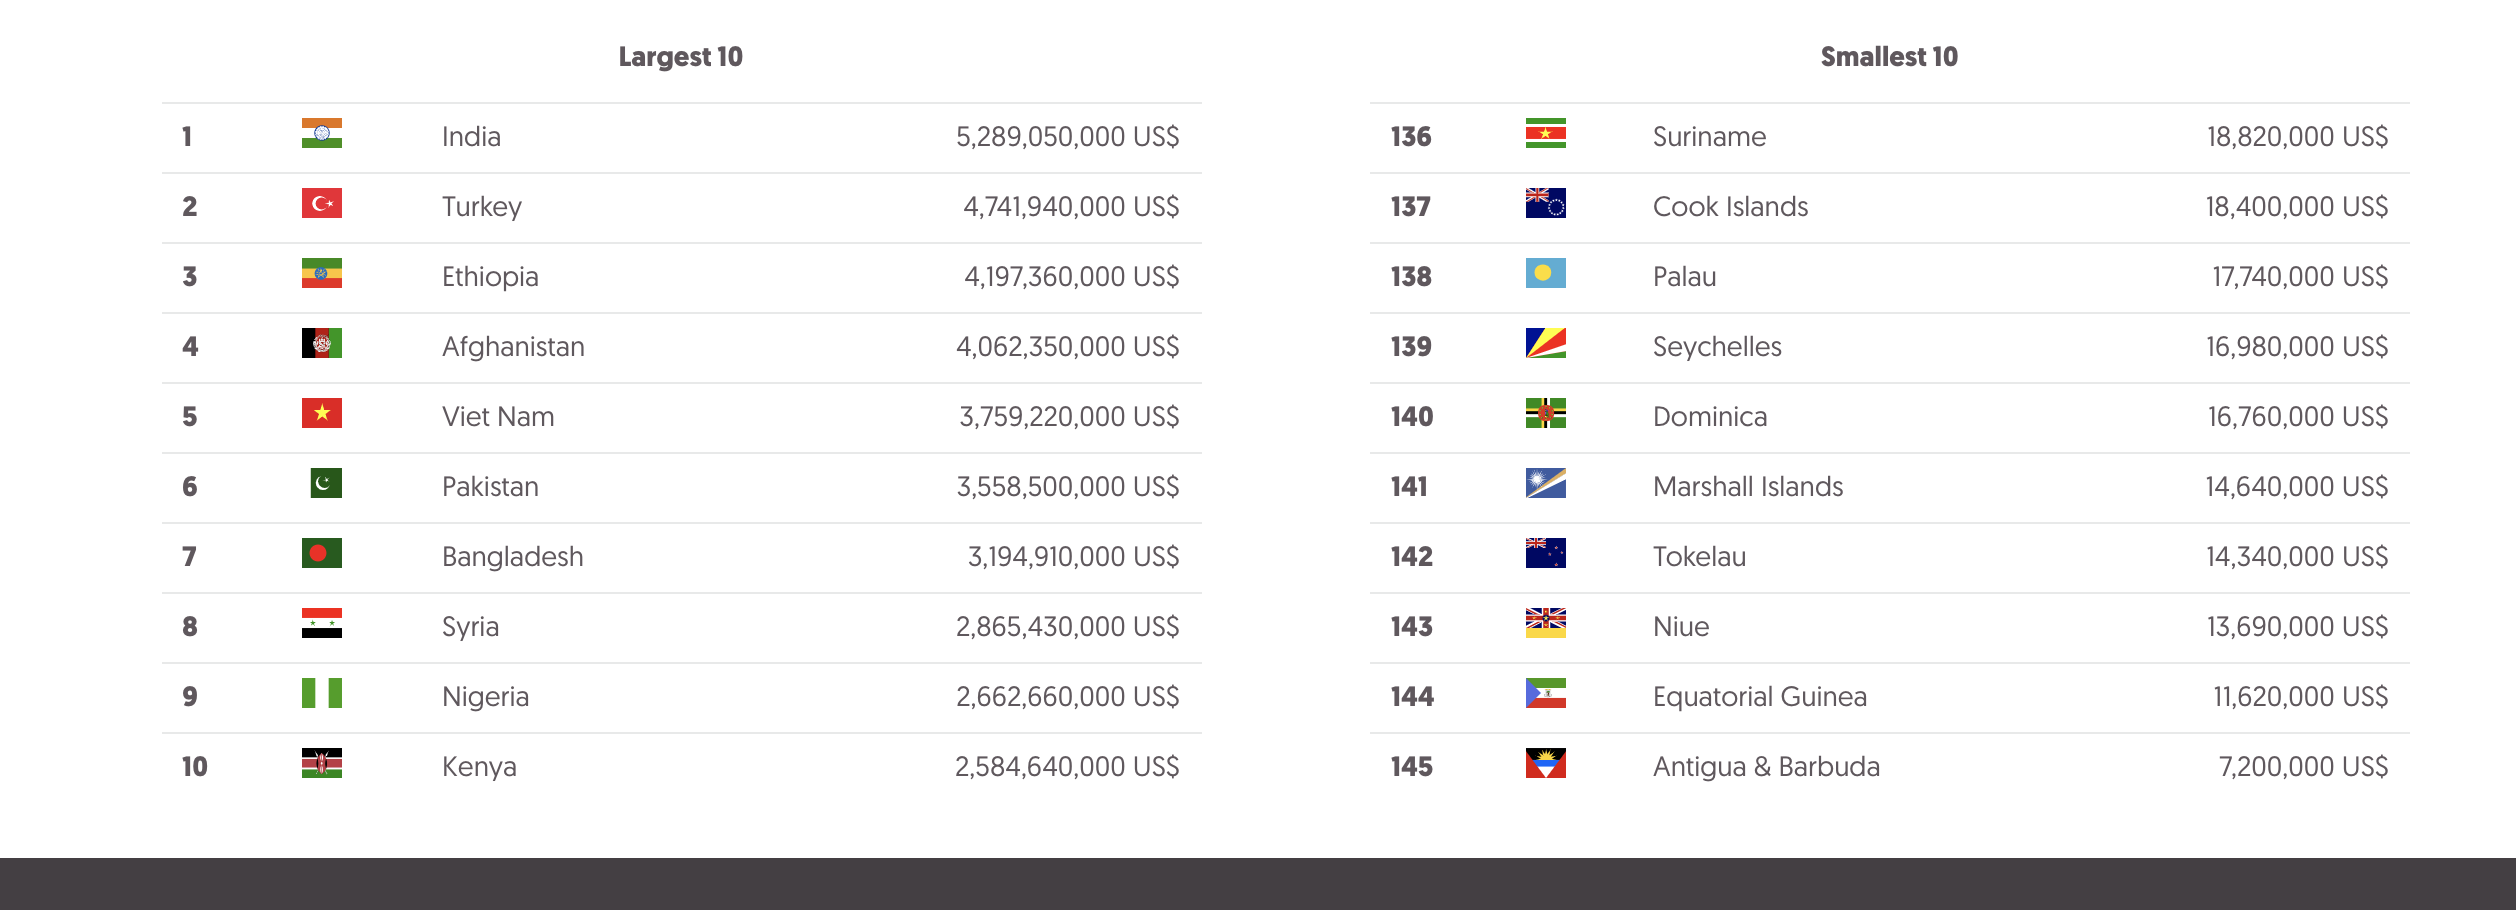 Largest 10
1 India 5,289,050,000 US$
2 Turkey 4,741,940,000 US$
3 Ethiopia 4,197,360,000 US$
4 Afghanistan 4,062,350,000 US$
5 Viet Nam 3,759,220,000 US$
6 Pakistan 3,558,500,000 US$
7 Bangladesh 3,194,910,000 US$
8 Syria 2,865,430,000 US$
9 Nigeria 2,662,660,000 US$
10 Kenya 2,584,640,000 US$
Smallest 10
136 Suriname 18,820,000 US$
137 Cook Islands 18,400,000 US$
138 Palau 17,740,000 US$
139 Seychelles 16,980,000 US$
140 Dominica 16,760,000 US$
141 Marshall Islands 14,640,000 US$
142 Tokelau 14,340,000 US$
143 Niue 13,690,000 US$
144 Equatorial Guinea 11,620,000 US$
145 Antigua & Barbuda 7,200,000 US$